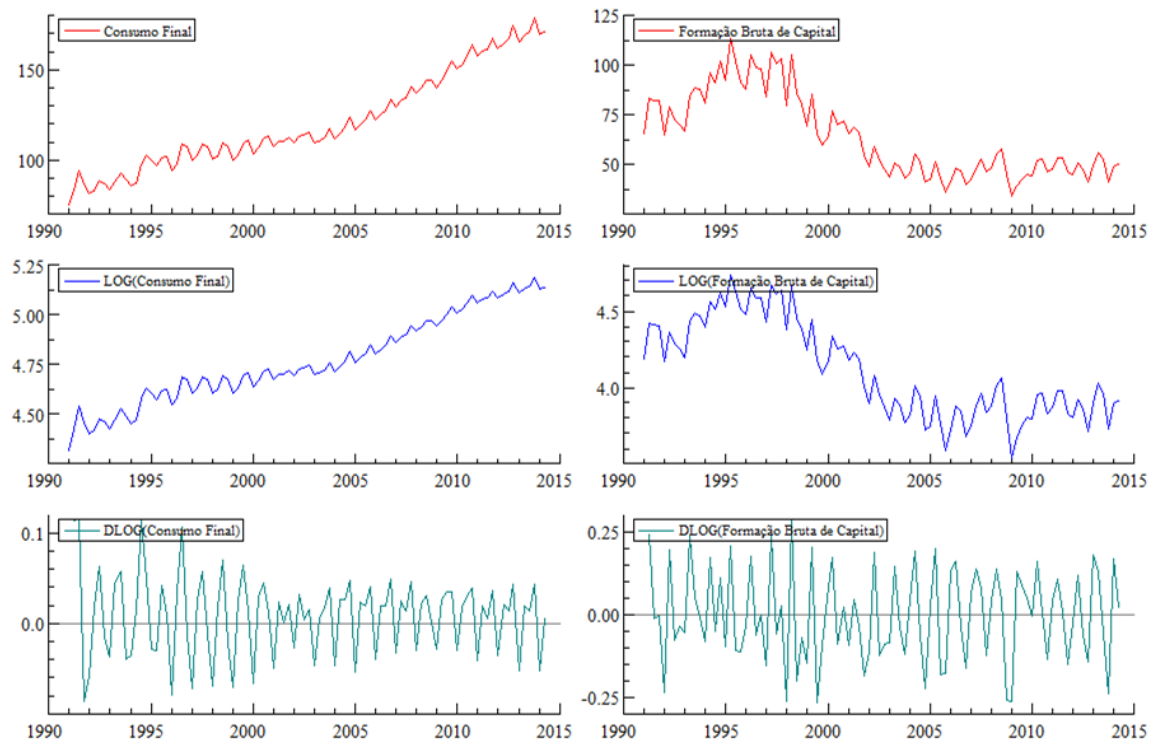 Consumo Final
150
100
1990 1995 2000 2005 2010 2015
Formação Bruta de Capital
125
100
75
50
1990 1995 2000 2005 2010 2015
LOG(Consumo Final)
5.25
5.00
4.75
4.50
1990 1995 2000 2005 2010 2015
LOG(Formação Bruta de Capital)
4.5
4.0
1990 1995 2000 2005 2010 2015
DLOG(Consumo Final)
0.1
0.0
1990 1995 2000 2005 2010 2015
DLOG(Formação Bruta de Capital)
0.25
0.00
-0.25
1990 1995 2000 2005 2010 2015